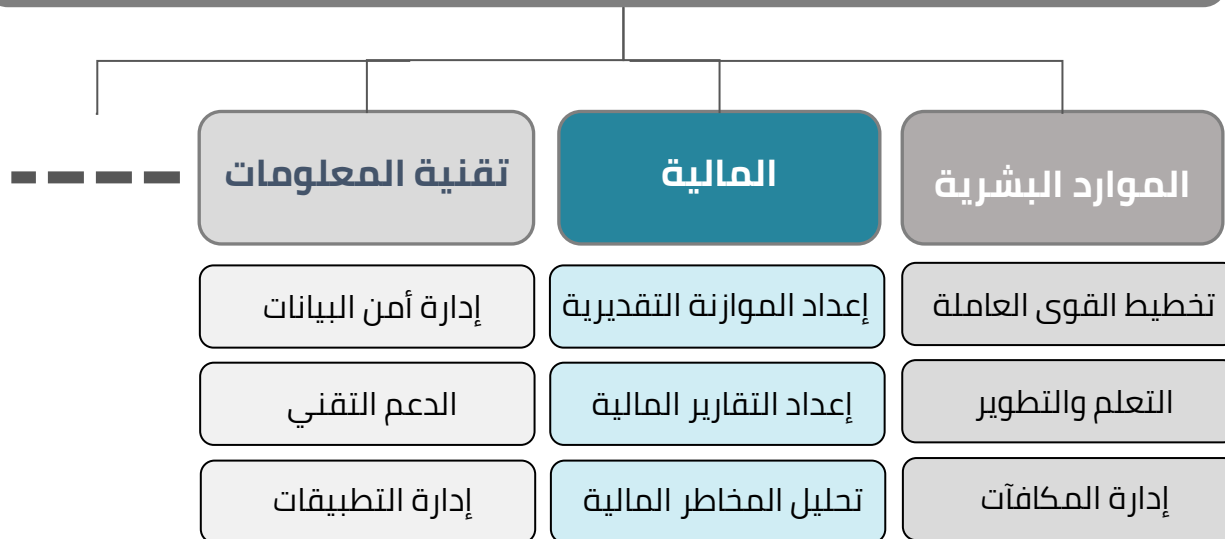 الموارد البشرية
المالية
تقنية المعلومات
تخطيط القوى العاملة
إعداد الموازنة التقديرية
إدارة أمن البيانات
التعلم والتطوير
إعداد التقارير المالية
الدعم التقني
إدارة المكافآت
تحليل المخاطر المالية
إدارة التطبيقات